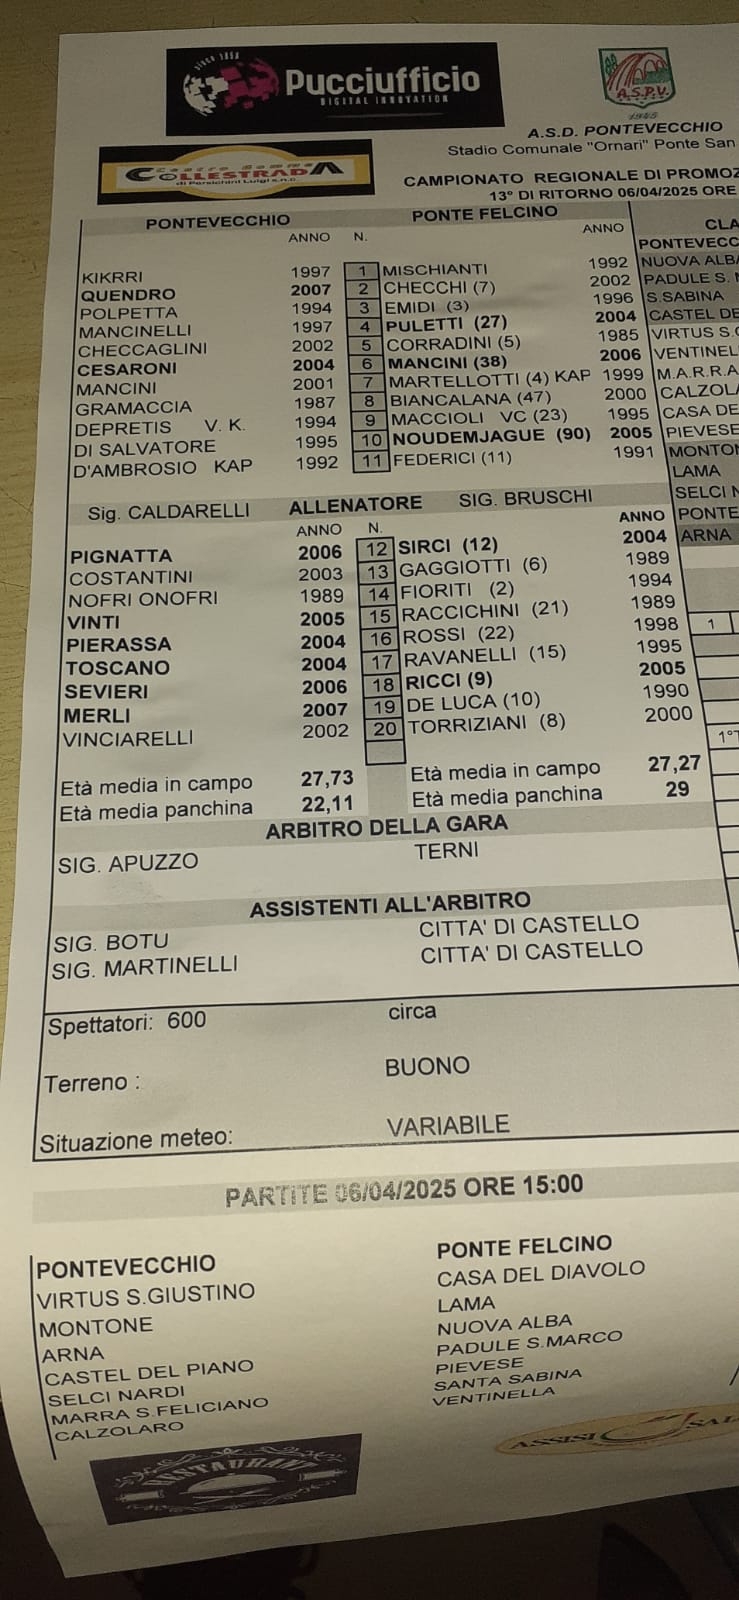 since 1958
Pucciufficio
DIGITAL INNOVATION
A.S.P.V.
1945
A.S.D. PONTEVECCHIO
Stadio Comunale "Ornari" Ponte San
Centro Gomme
COLLESTRADA
di Persichini Luigi s.n.c.
CAMPIONATO REGIONALE DI PROMOZ
13° DI RITORNO 06/04/2025 ORE
PONTEVECCHIO PONTE FELCINO CLA
ANNO N. ANNO PONTEVECC
KIKRRI 1997 1 MISCHIANTI 1992 NUOVA ALBA
QUENDRO 2007 2 CHECCHI (7) 2002 PADULE S. M
POLPETTA 1994 3 EMIDI (3) 1996 S.SABINA
MANCINELLI 1997 4 PULETTI (27) 2004 CASTEL DE
CHECCAGLINI 2002 5 CORRADINI (5) 1985 VIRTUS S.G
CESARONI 2004 6 MANCINI (38) 2006 VENTINEL
MANCINI 2001 7 MARTELLOTTI (4) KAP 1999 M.A.R.R.A
GRAMACCIA 1987 8 BIANCALANA (47) 2000 CALZOLA
DEPRETIS V. K. 1994 9 MACCIOLI VC (23) 1995 CASA DE
DI SALVATORE 1995 10 NOUDEMJAGUE (90) 2005 PIEVESE
D'AMBROSIO KAP 1992 11 FEDERICI (11) 1991 MONTON
LAMA
Sig. CALDARELLI ALLENATORE SIG. BRUSCHI SELCI N
ANNO N. ANNO PONTE
PIGNATTA 2006 12 SIRCI (12) 2004 ARNA
COSTANTINI 2003 13 GAGGIOTTI (6) 1989
NOFRI ONOFRI 1989 14 FIORITI (2) 1994
VINTI 2005 15 RACCICHINI (21) 1989
PIERASSA 2004 16 ROSSI (22) 1998 1
TOSCANO 2004 17 RAVANELLI (15) 1995
SEVIERI 2006 18 RICCI (9) 2005
MERLI 2007 19 DE LUCA (10) 1990
VINCIARELLI 2002 20 TORRIZIANI (8) 2000
1°T
Età media in campo 27,73 Età media in campo 27,27
Età media panchina 22,11 Età media panchina 29
ARBITRO DELLA GARA
SIG. APUZZO TERNI
ASSISTENTI ALL'ARBITRO
SIG. BOTU CITTA' DI CASTELLO
SIG. MARTINELLI CITTA' DI CASTELLO
Spettatori: 600 circa
Terreno : BUONO
Situazione meteo: VARIABILE
PARTITE 06/04/2025 ORE 15:00
PONTEVECCHIO PONTE FELCINO
VIRTUS S.GIUSTINO CASA DEL DIAVOLO
MONTONE LAMA
ARNA NUOVA ALBA
CASTEL DEL PIANO PADULE S.MARCO
SELCI NARDI PIEVESE
MARRA S.FELICIANO SANTA SABINA
CALZOLARO VENTINELLA
RESTAURANT
ASSISI SAL